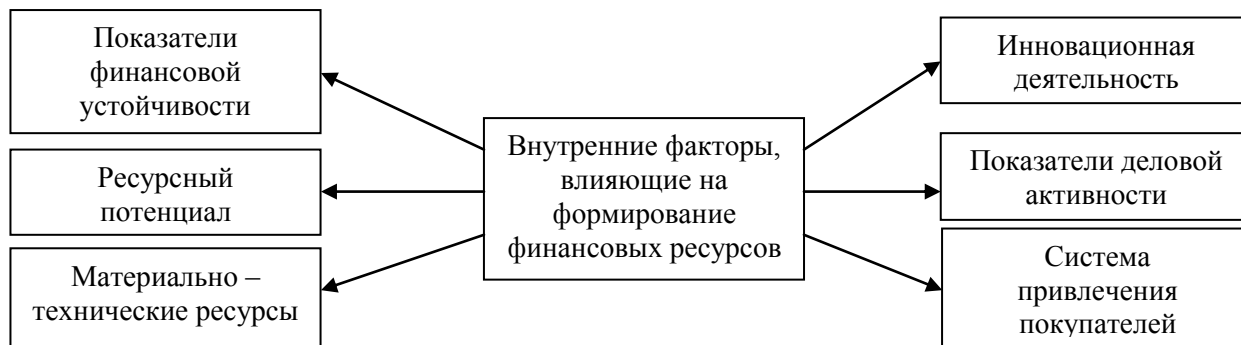 Показатели
финансовой
устойчивости
Ресурсный
потенциал
Материально –
технические ресурсы
Внутренние факторы,
влияющие на
формирование
финансовых ресурсов
Инновационная
деятельность
Показатели деловой
активности
Система
привлечения
покупателей